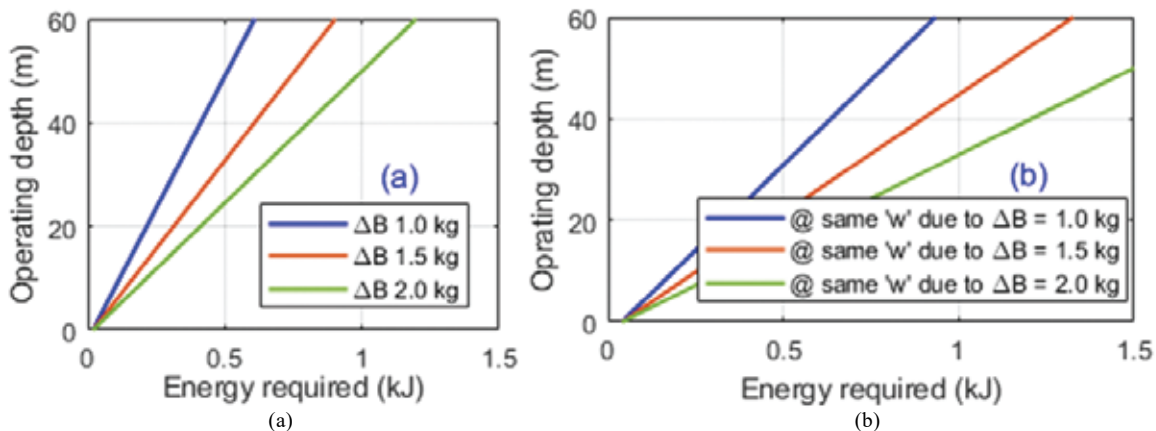 Operating depth (m)
60
40
20
0
(a)
ΔB 1.0 kg
ΔB 1.5 kg
ΔB 2.0 kg
0 0.5 1 1.5
Energy required (kJ)
(a)
Oprating depth (m)
60
40
20
0
(b)
@ same 'w' due to ΔB = 1.0 kg
@ same 'w' due to ΔB = 1.5 kg
@ same 'w' due to ΔB = 2.0 kg
0 0.5 1 1.5
Energy required (kJ)
(b)